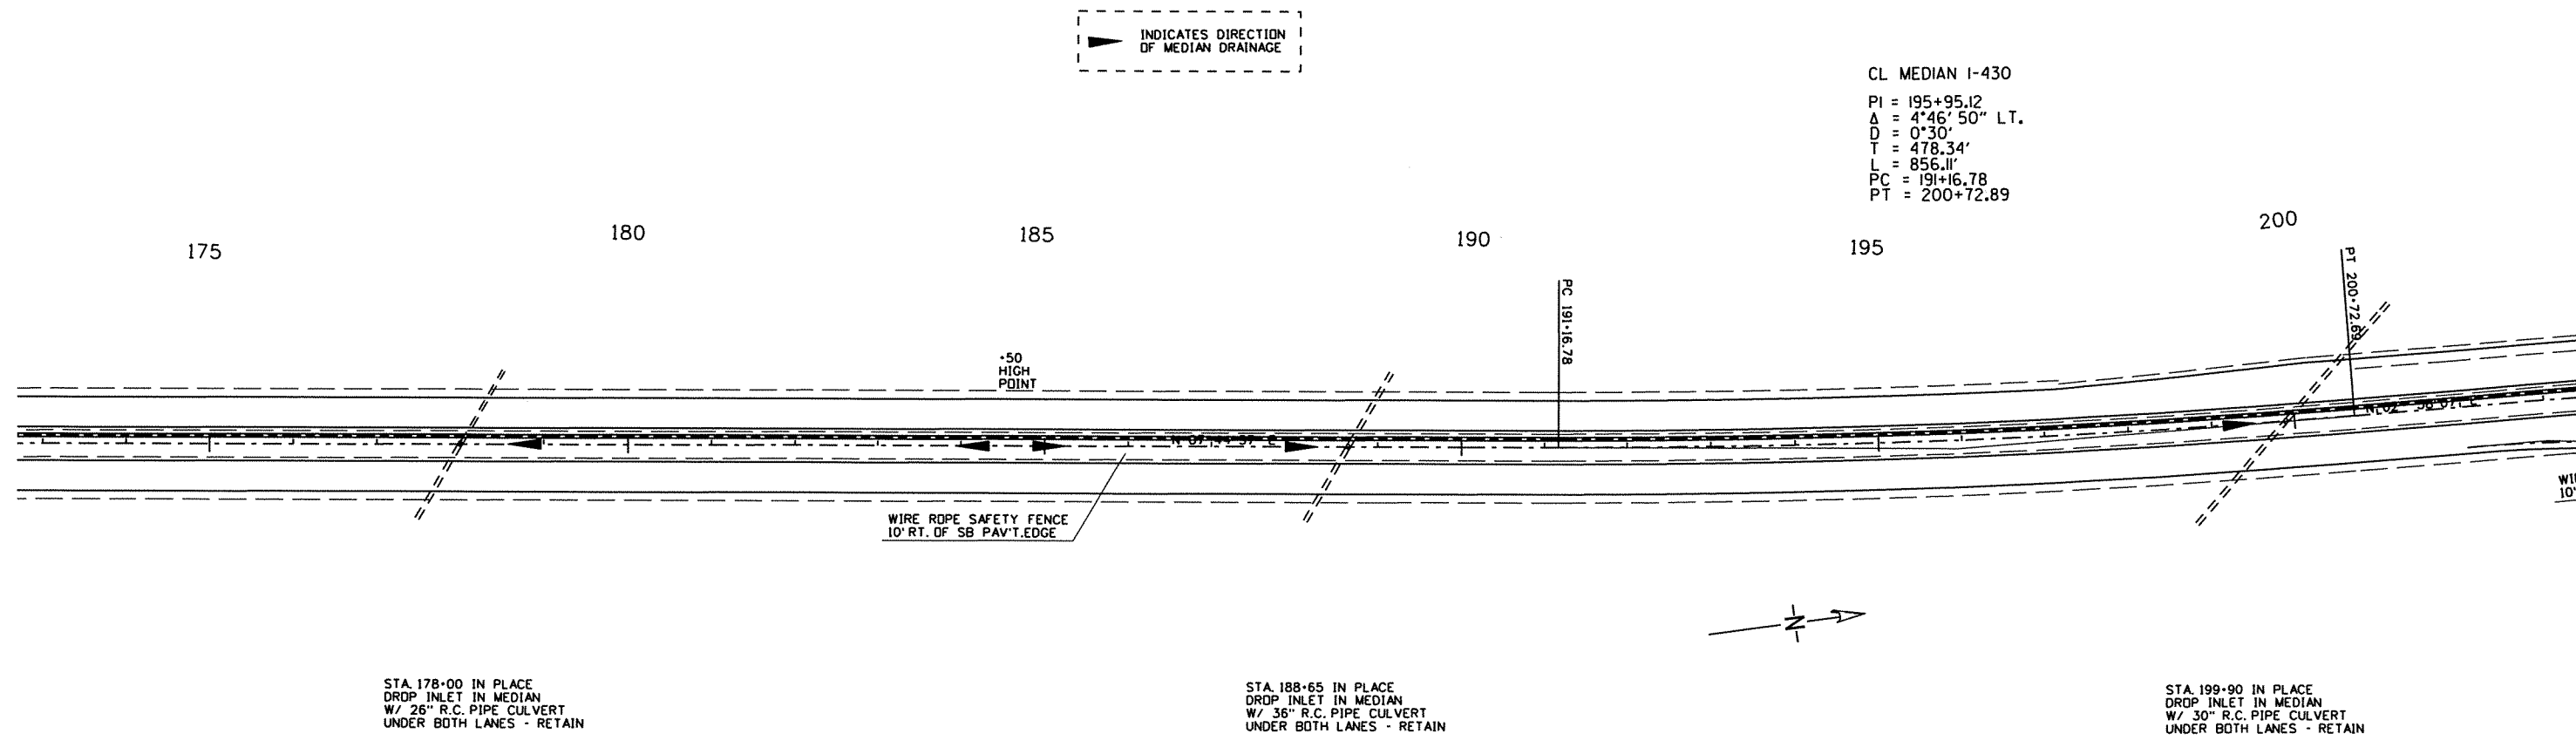 INDICATES DIRECTION
OF MEDIAN DRAINAGE
CL MEDIAN I-430
PI = 195+95.12
Δ = 4°46'50" LT.
D = 0°30'
T = 478.34'
L = 856.11'
PC = 191+16.78
PT = 200+72.89
175
180
185
190
195
200
PC 191+16.78
PT 200+72.69
+50
HIGH
POINT
WIRE ROPE SAFETY FENCE
10' RT. OF SB PAV'T. EDGE
WI
10'
N
STA. 178+00 IN PLACE
DROP INLET IN MEDIAN
W/ 26" R.C. PIPE CULVERT
UNDER BOTH LANES - RETAIN
STA. 188+65 IN PLACE
DROP INLET IN MEDIAN
W/ 36" R.C. PIPE CULVERT
UNDER BOTH LANES - RETAIN
STA. 199+90 IN PLACE
DROP INLET IN MEDIAN
W/ 30" R.C. PIPE CULVERT
UNDER BOTH LANES - RETAIN